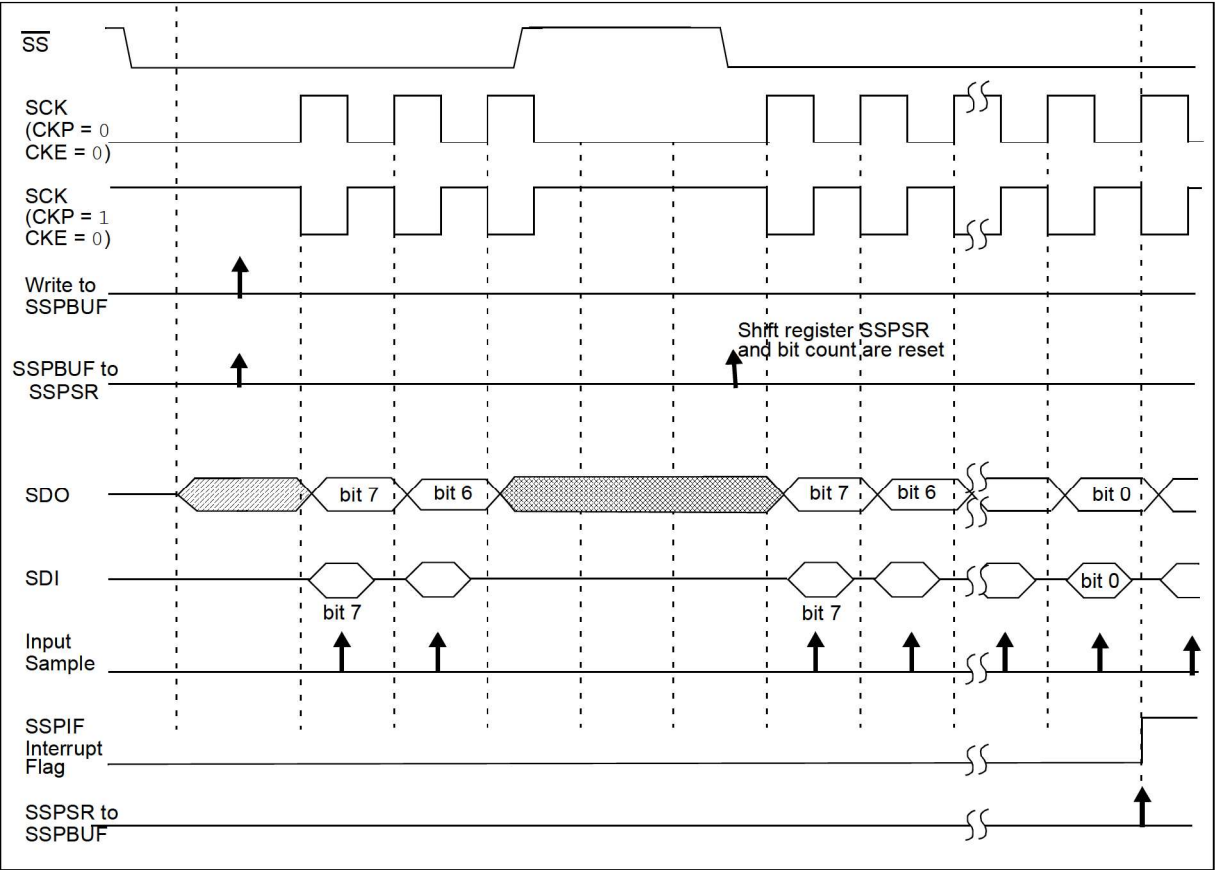 SS
SCK
(CKP = 0
CKE = 0)
SCK
(CKP = 1
CKE = 0)
Write to
SSPBUF
Shift register SSPSR
and bit count are reset
SSPBUF to
SSPSR
SDO
bit 7
bit 6
bit 7
bit 6
bit 0
SDI
bit 0
bit 7
bit 7
Input
Sample
SSPIF
Interrupt
Flag
SSPSR to
SSPBUF